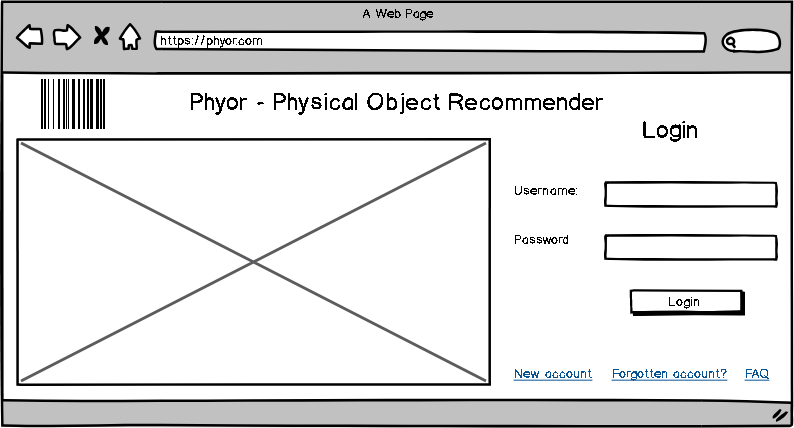 A Web Page
https://phyor.com
Phyor - Physical Object Recommender
Login
Username:
Password
Login
New account Forgotten account? FAQ